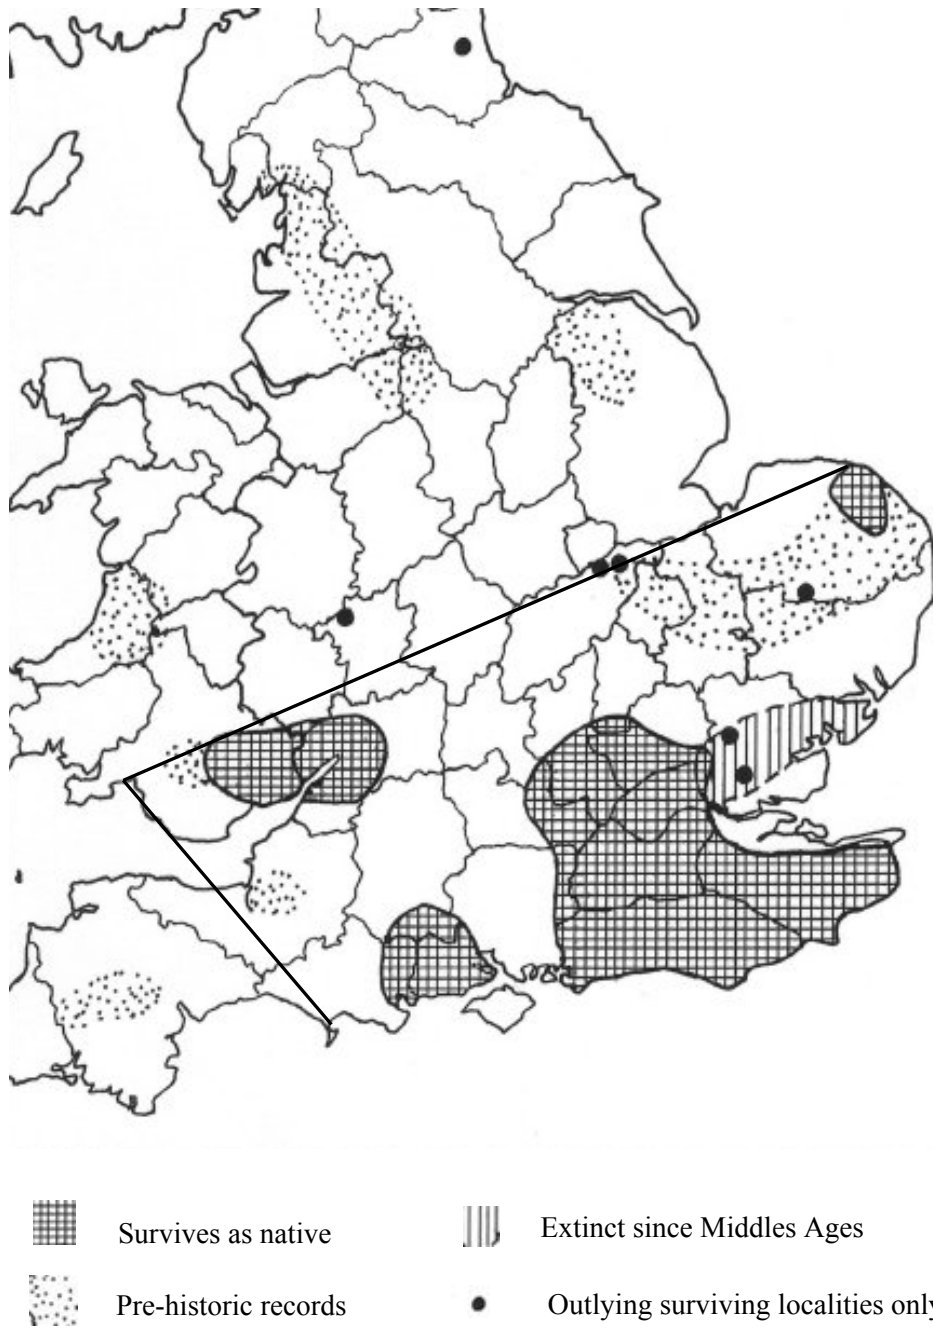 Survives as native
Extinct since Middles Ages
Pre-historic records
Outlying surviving localities only